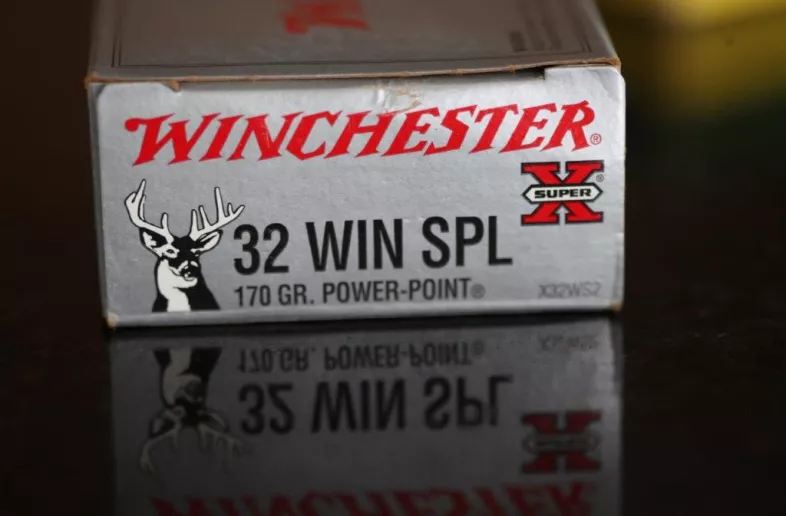 WINCHESTER®
X SUPER ®
32 WIN SPL
170 GR. POWER-POINT®
X32WS2